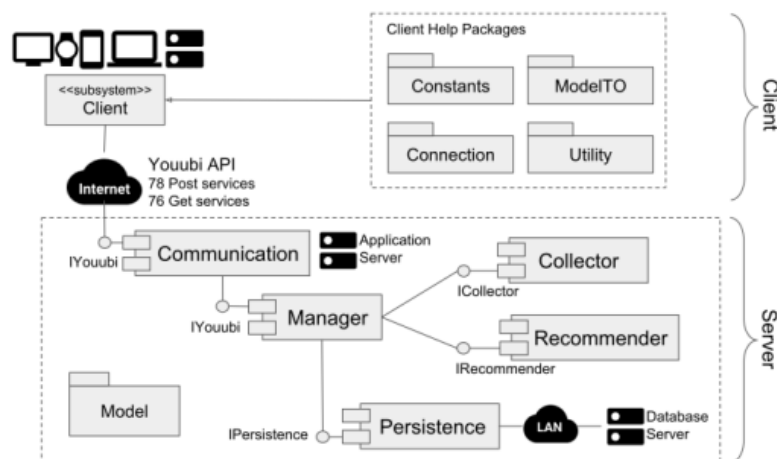 Client Help Packages
Constants
ModelTO
Connection
Utility
<<subsystem>>
Client
Client
Internet
Youubi API
78 Post services
76 Get services
IYouubi
Communication
Application
Server
IYouubi
Manager
ICollector
Collector
IRecommender
Recommender
Server
Model
IPersistence
Persistence
LAN
Database
Server